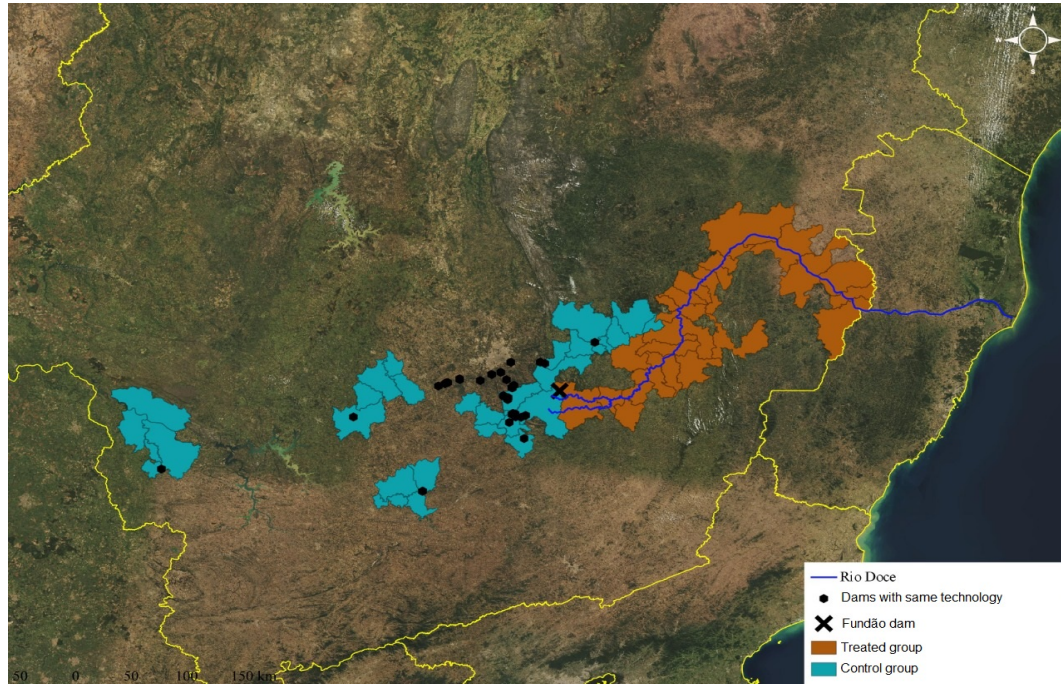 N
W E
S
Rio Doce
Dams with same technology
Fundão dam
Treated group
Control group
50 0 50 100 150 km